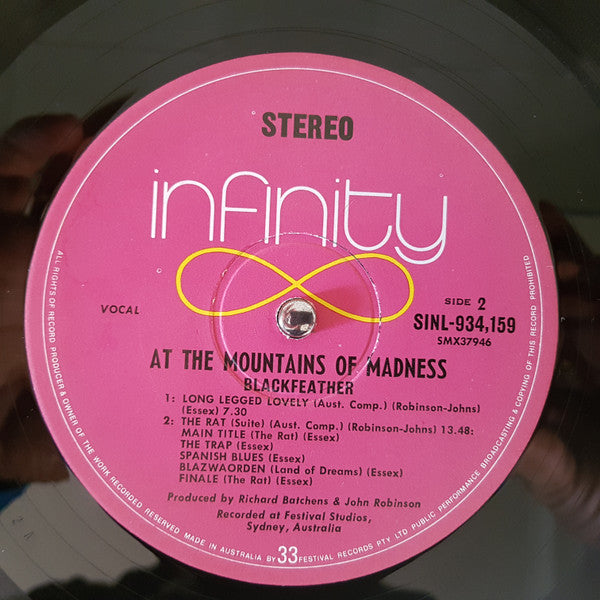 STEREO
infinity
VOCAL
SIDE 2
SINL-934,159
SMX37946
AT THE MOUNTAINS OF MADNESS
BLACKFEATHER
1: LONG LEGGED LOVELY (Aust. Comp.) (Robinson-Johns)
(Essex) 7.30
2: THE RAT (Suite) (Aust. Comp.) (Robinson-Johns) 13.48:
MAIN TITLE (The Rat) (Essex)
THE TRAP (Essex)
SPANISH BLUES (Essex)
BLAZWAORDEN (Land of Dreams) (Essex)
FINALE (The Rat) (Essex)
Produced by Richard Batchens & John Robinson
Recorded at Festival Studios,
Sydney, Australia
ALL RIGHTS OF RECORD PRODUCER & OWNER OF THE WORK RECORDED RESERVED MADE IN AUSTRALIA BY 33 FESTIVAL RECORDS PTY LTD PUBLIC PERFORMANCE BROADCASTING & COPYING OF THIS RECORD PROHIBITED